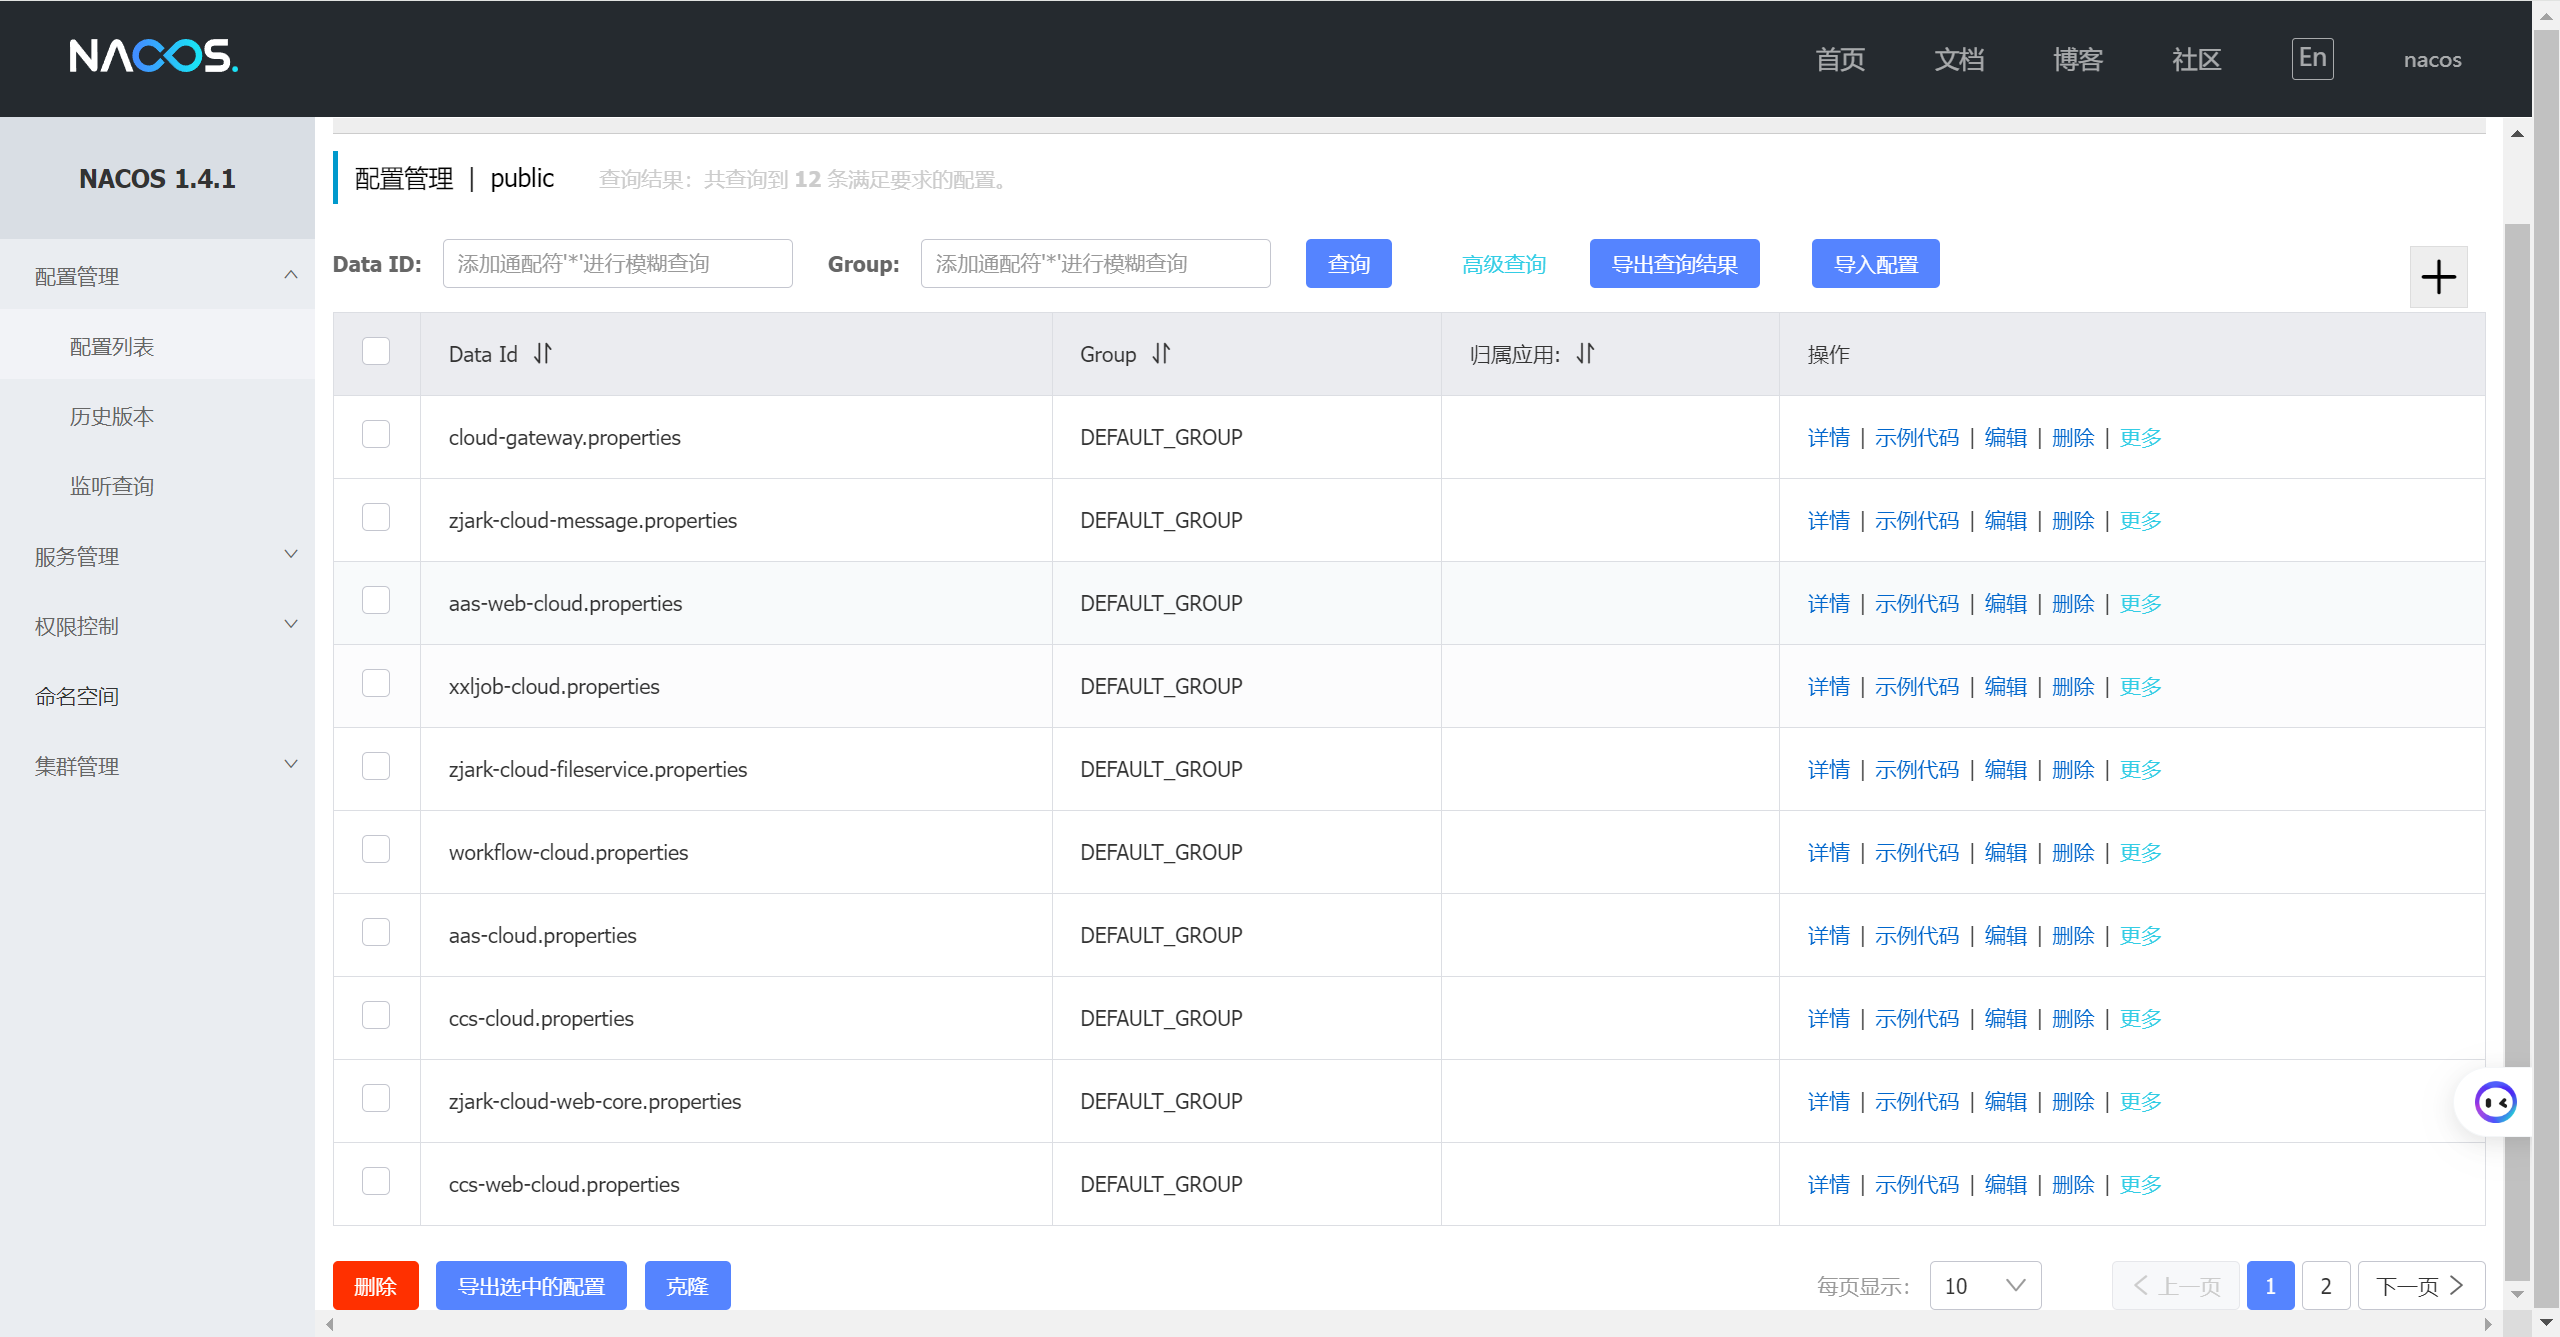 NACOS.
首页 文档 博客 社区 En nacos
NACOS 1.4.1
配置管理
配置列表
历史版本
监听查询
服务管理
权限控制
命名空间
集群管理
配置管理 | public 查询结果：共查询到 12 条满足要求的配置。
Data ID: 添加通配符'*'进行模糊查询 Group: 添加通配符'*'进行模糊查询 查询 高级查询 导出查询结果 导入配置
Data Id Group 归属应用: 操作
cloud-gateway.properties DEFAULT_GROUP 详情 | 示例代码 | 编辑 | 删除 | 更多
zjark-cloud-message.properties DEFAULT_GROUP 详情 | 示例代码 | 编辑 | 删除 | 更多
aas-web-cloud.properties DEFAULT_GROUP 详情 | 示例代码 | 编辑 | 删除 | 更多
xxljob-cloud.properties DEFAULT_GROUP 详情 | 示例代码 | 编辑 | 删除 | 更多
zjark-cloud-fileservice.properties DEFAULT_GROUP 详情 | 示例代码 | 编辑 | 删除 | 更多
workflow-cloud.properties DEFAULT_GROUP 详情 | 示例代码 | 编辑 | 删除 | 更多
aas-cloud.properties DEFAULT_GROUP 详情 | 示例代码 | 编辑 | 删除 | 更多
ccs-cloud.properties DEFAULT_GROUP 详情 | 示例代码 | 编辑 | 删除 | 更多
zjark-cloud-web-core.properties DEFAULT_GROUP 详情 | 示例代码 | 编辑 | 删除 | 更多
ccs-web-cloud.properties DEFAULT_GROUP 详情 | 示例代码 | 编辑 | 删除 | 更多
删除 导出选中的配置 克隆 每页显示: 10 上一页 1 2 下一页